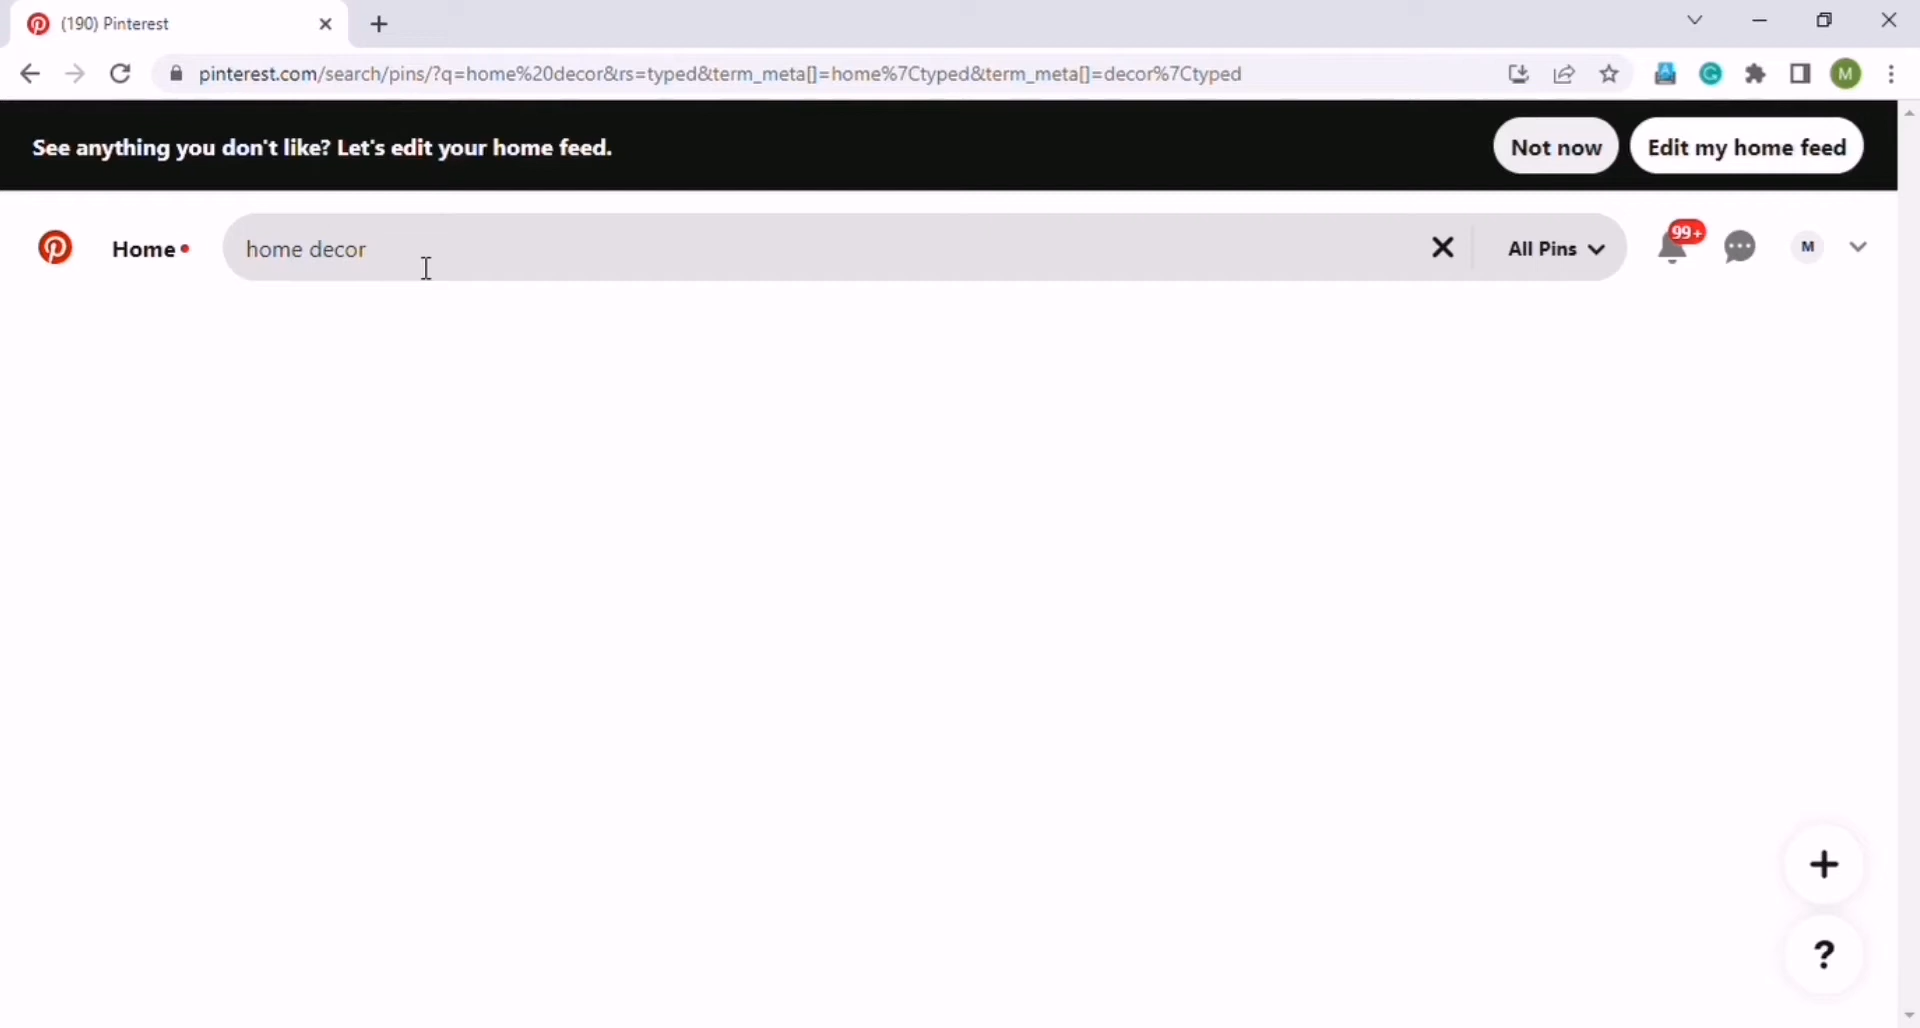 (190) Pinterest
pinterest.com/search/pins/?q=home%20decor&rs=typed&term_meta[]=home%7Ctyped&term_meta[]=decor%7Ctyped
M
See anything you don't like? Let's edit your home feed.
Not now
Edit my home feed
Home
home decor
All Pins
99+
M
+
?